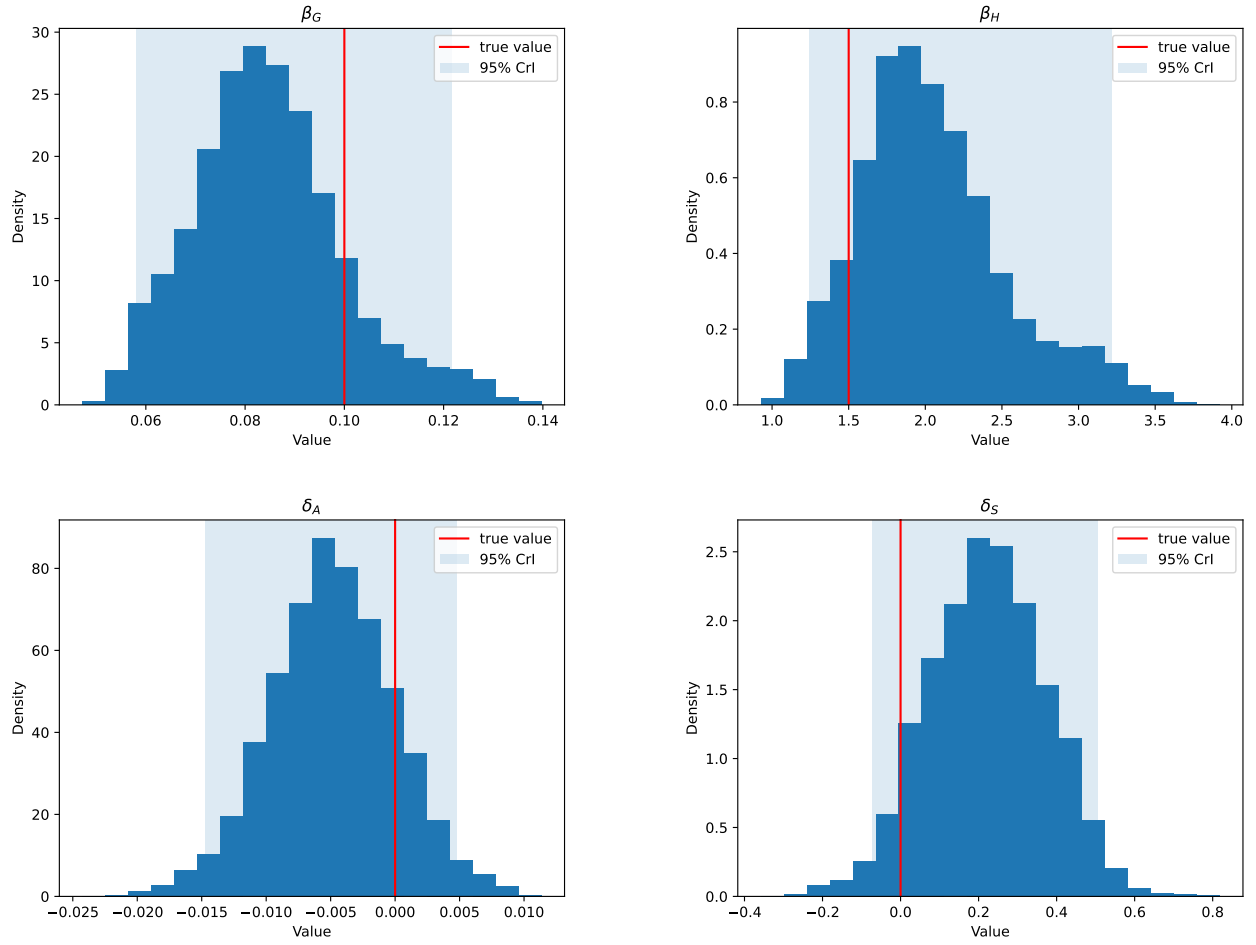 β_G
30
25
20
15
10
5
0
Density
0.06 0.08 0.10 0.12 0.14
Value
true value
95% CrI
β_H
0.8
0.6
0.4
0.2
0.0
Density
1.0 1.5 2.0 2.5 3.0 3.5 4.0
Value
true value
95% CrI
δ_A
80
60
40
20
0
Density
−0.025 −0.020 −0.015 −0.010 −0.005 0.000 0.005 0.010
Value
true value
95% CrI
δ_S
2.5
2.0
1.5
1.0
0.5
0.0
Density
−0.4 −0.2 0.0 0.2 0.4 0.6 0.8
Value
true value
95% CrI